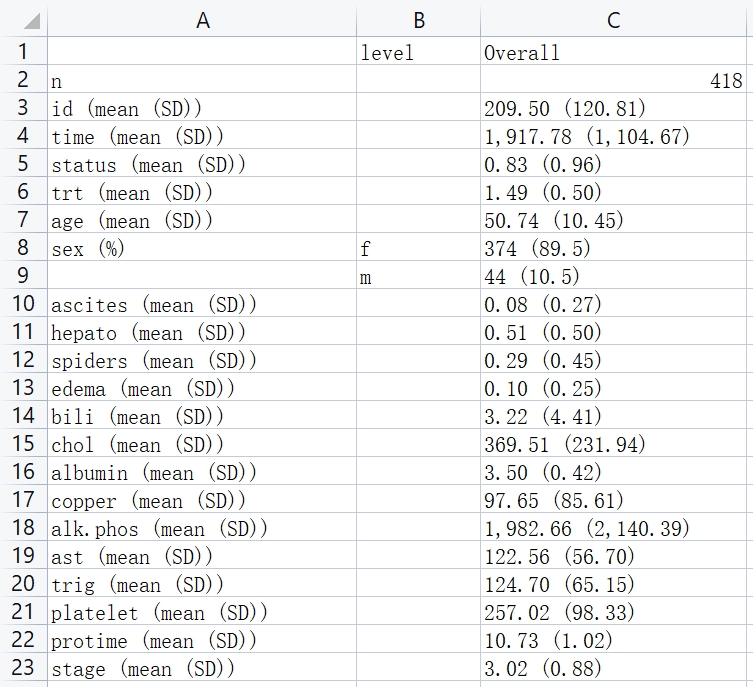 A B C
1 level Overall
2 n 418
3 id (mean (SD)) 209.50 (120.81)
4 time (mean (SD)) 1,917.78 (1,104.67)
5 status (mean (SD)) 0.83 (0.96)
6 trt (mean (SD)) 1.49 (0.50)
7 age (mean (SD)) 50.74 (10.45)
8 sex (%) f 374 (89.5)
9 m 44 (10.5)
10 ascites (mean (SD)) 0.08 (0.27)
11 hepato (mean (SD)) 0.51 (0.50)
12 spiders (mean (SD)) 0.29 (0.45)
13 edema (mean (SD)) 0.10 (0.25)
14 bili (mean (SD)) 3.22 (4.41)
15 chol (mean (SD)) 369.51 (231.94)
16 albumin (mean (SD)) 3.50 (0.42)
17 copper (mean (SD)) 97.65 (85.61)
18 alk.phos (mean (SD)) 1,982.66 (2,140.39)
19 ast (mean (SD)) 122.56 (56.70)
20 trig (mean (SD)) 124.70 (65.15)
21 platelet (mean (SD)) 257.02 (98.33)
22 protime (mean (SD)) 10.73 (1.02)
23 stage (mean (SD)) 3.02 (0.88)